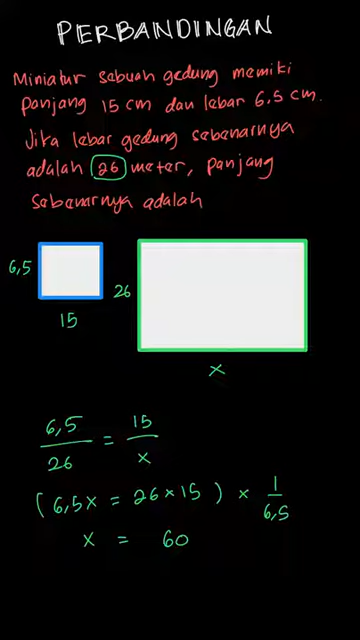 PERBANDINGAN
Miniatur sebuah gedung memiki
panjang 15 cm dan lebar 6,5 cm.
Jika lebar gedung sebenarnya
adalah 26 meter, panjang
sebenarnya adalah
6,5
26
15
x
6,5/26 = 15/x
(6,5x = 26 × 15) × 1/6,5
x = 60